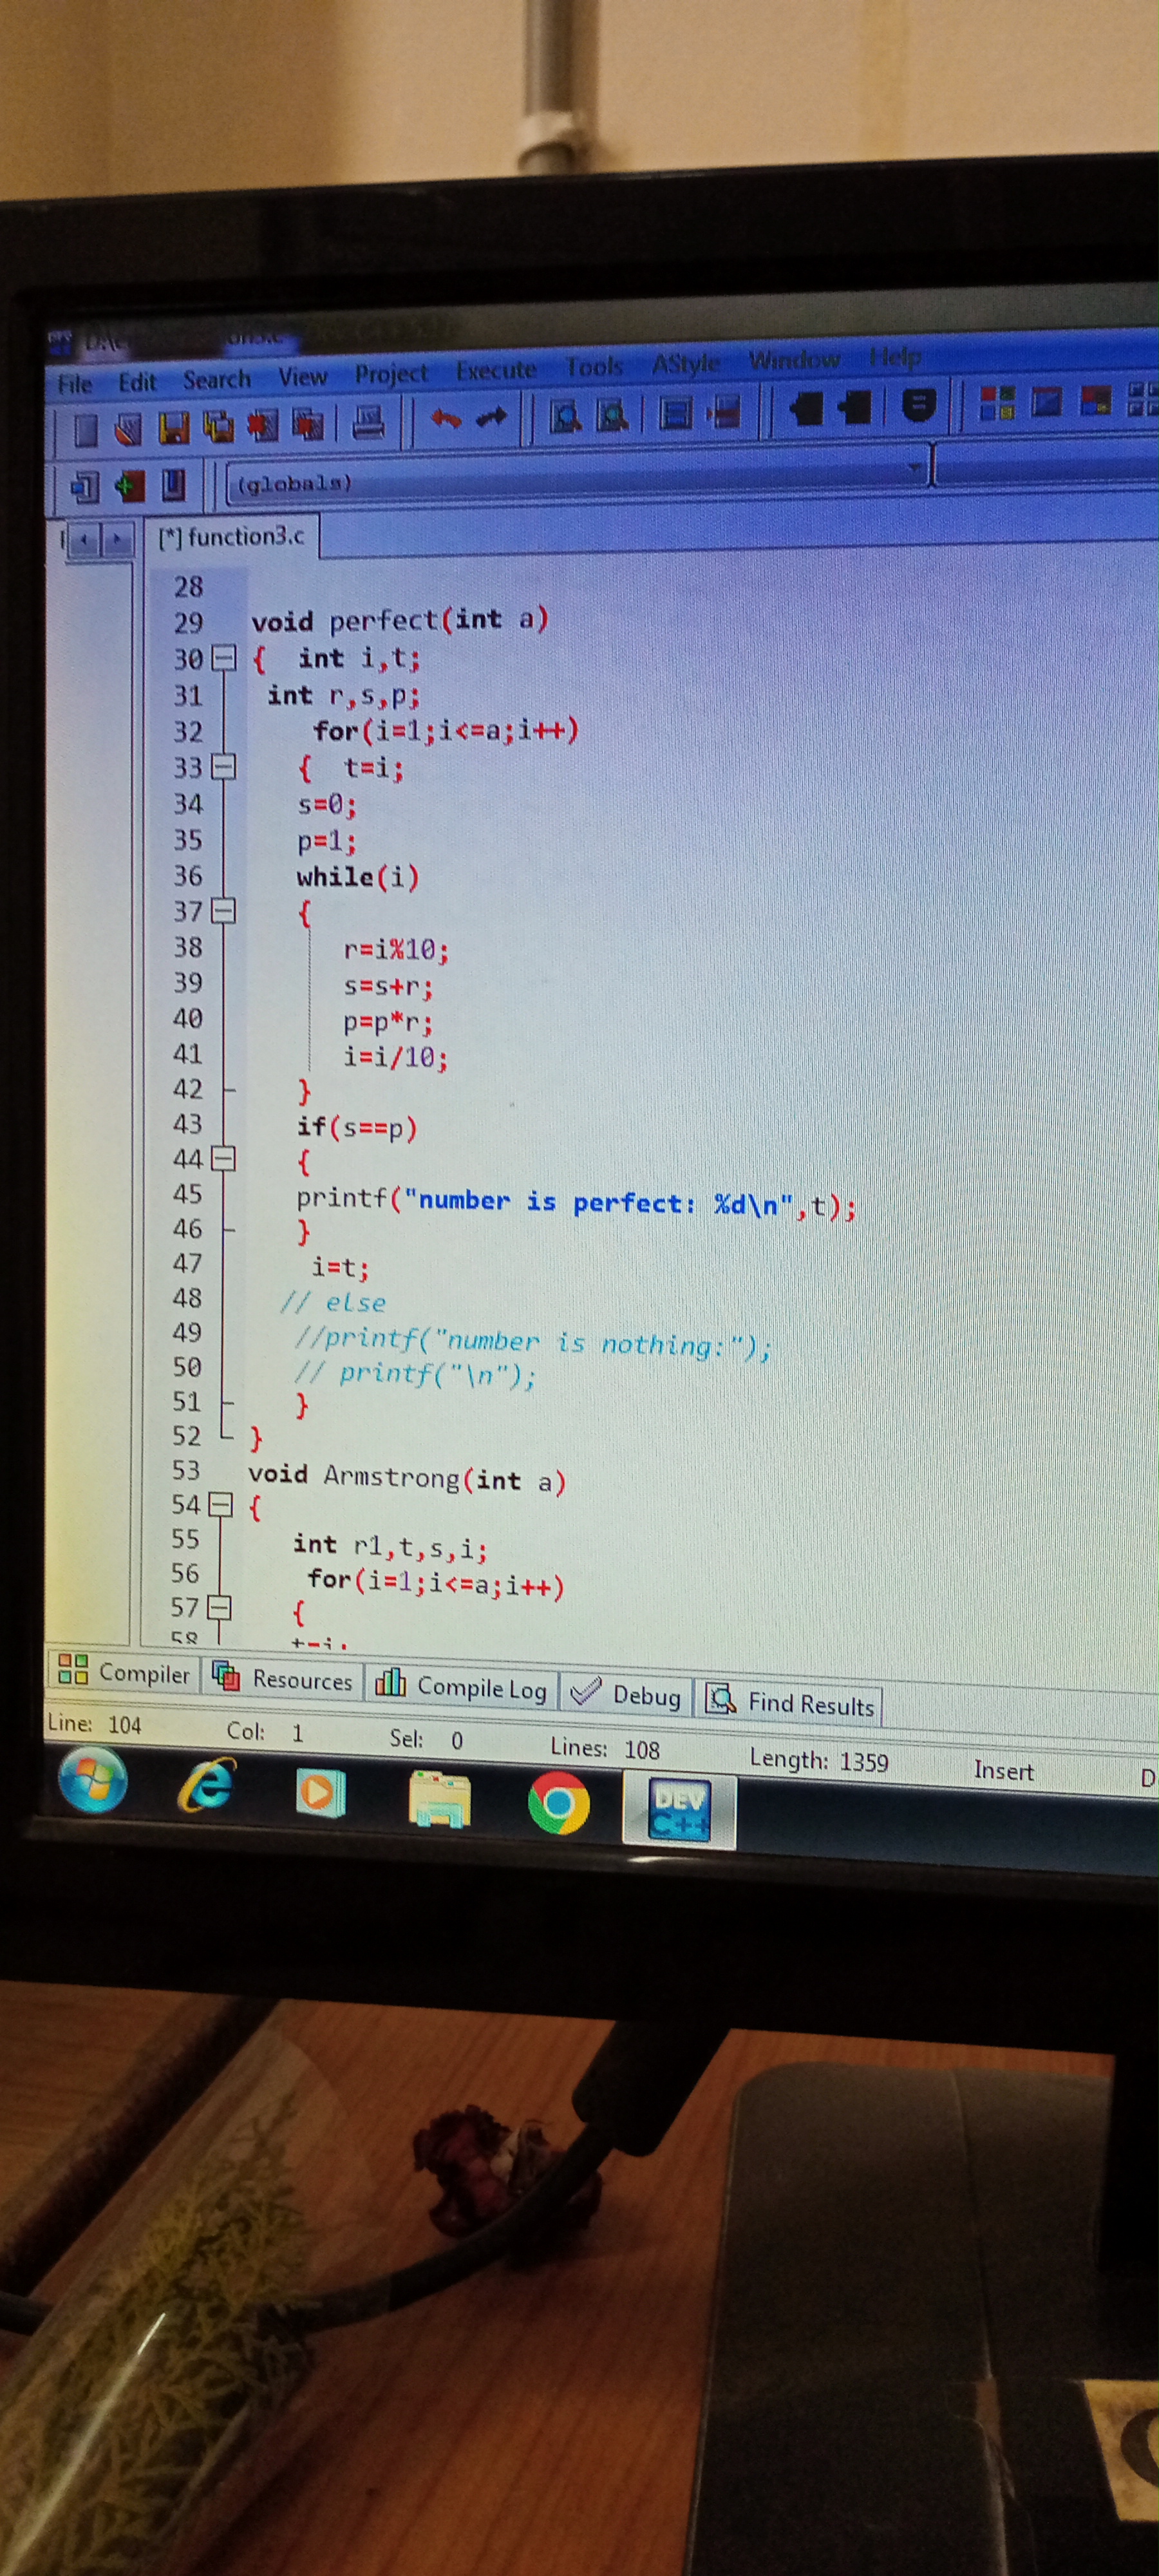 File Edit Search View Project Execute Tools AStyle Window Help
(globals)
[*] function3.c
28
29 void perfect(int a)
30 { int i,t;
31 int r,s,p;
32 for(i=1;i<=a;i++)
33 { t=i;
34 s=0;
35 p=1;
36 while(i)
37 {
38 r=i%10;
39 s=s+r;
40 p=p*r;
41 i=i/10;
42 }
43 if(s==p)
44 {
45 printf("number is perfect: %d\n",t);
46 }
47 i=t;
48 // else
49 //printf("number is nothing:");
50 // printf("\n");
51 }
52 }
53 void Armstrong(int a)
54 {
55 int r1,t,s,i;
56 for(i=1;i<=a;i++)
57 {
58
Compiler Resources Compile Log Debug Find Results
Line: 104 Col: 1 Sel: 0 Lines: 108 Length: 1359 Insert
DEV
C++